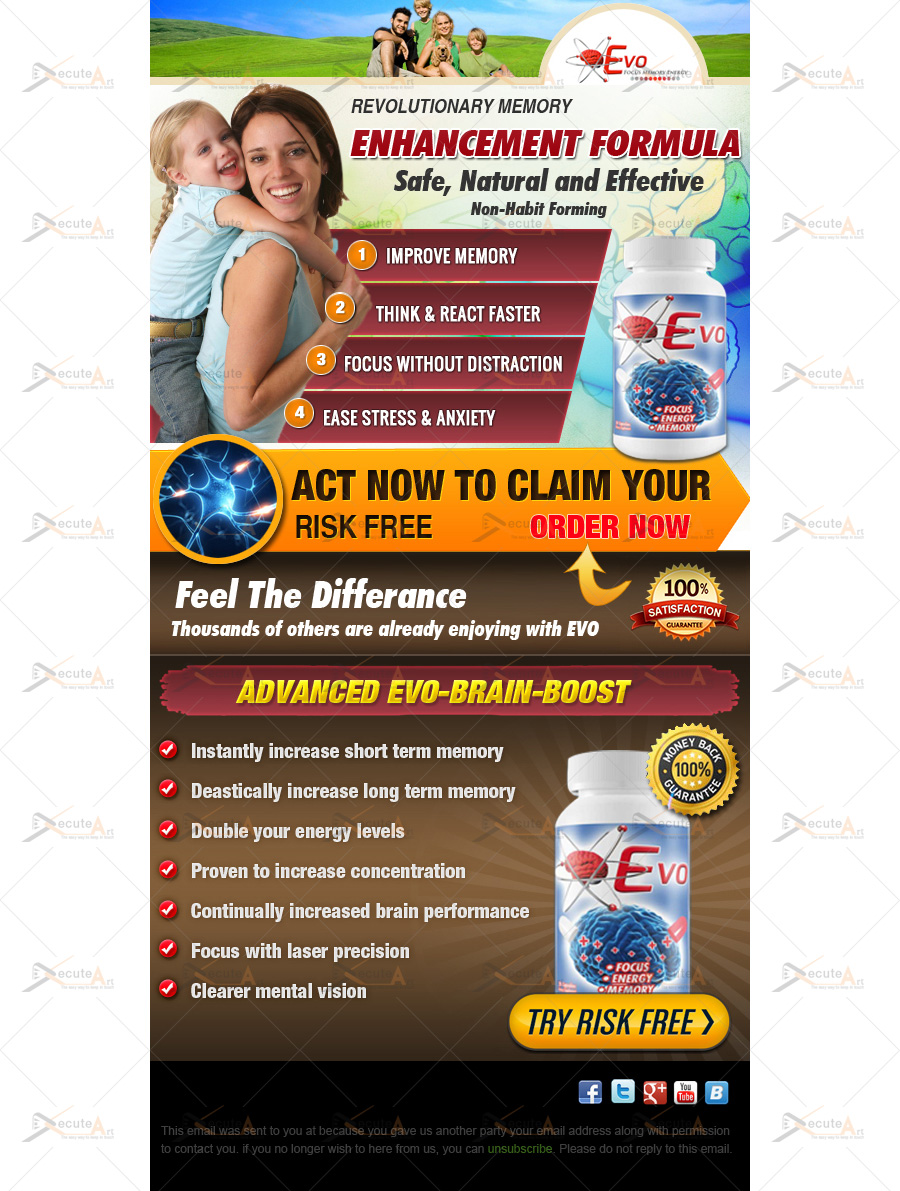 Evo
FOCUS MEMORY ENERGY
REVOLUTIONARY MEMORY
ENHANCEMENT FORMULA
Safe, Natural and Effective
Non-Habit Forming
1 IMPROVE MEMORY
2 THINK & REACT FASTER
3 FOCUS WITHOUT DISTRACTION
4 EASE STRESS & ANXIETY
Evo
• FOCUS
• ENERGY
• MEMORY
ACT NOW TO CLAIM YOUR
RISK FREE ORDER NOW
Feel The Differance
Thousands of others are already enjoying with EVO
100%
SATISFACTION
GUARANTEE
ADVANCED EVO-BRAIN-BOOST
Instantly increase short term memory
Deastically increase long term memory
Double your energy levels
Proven to increase concentration
Continually increased brain performance
Focus with laser precision
Clearer mental vision
MONEY BACK
100%
GUARANTEE
Evo
• FOCUS
• ENERGY
• MEMORY
TRY RISK FREE ❯
f t g+ You Tube B
This email was sent to you at because you gave us another party your email address along with permission
to contact you. if you no longer wish to here from us, you can unsubscribe. Please do not reply to this email.
ecuteArt